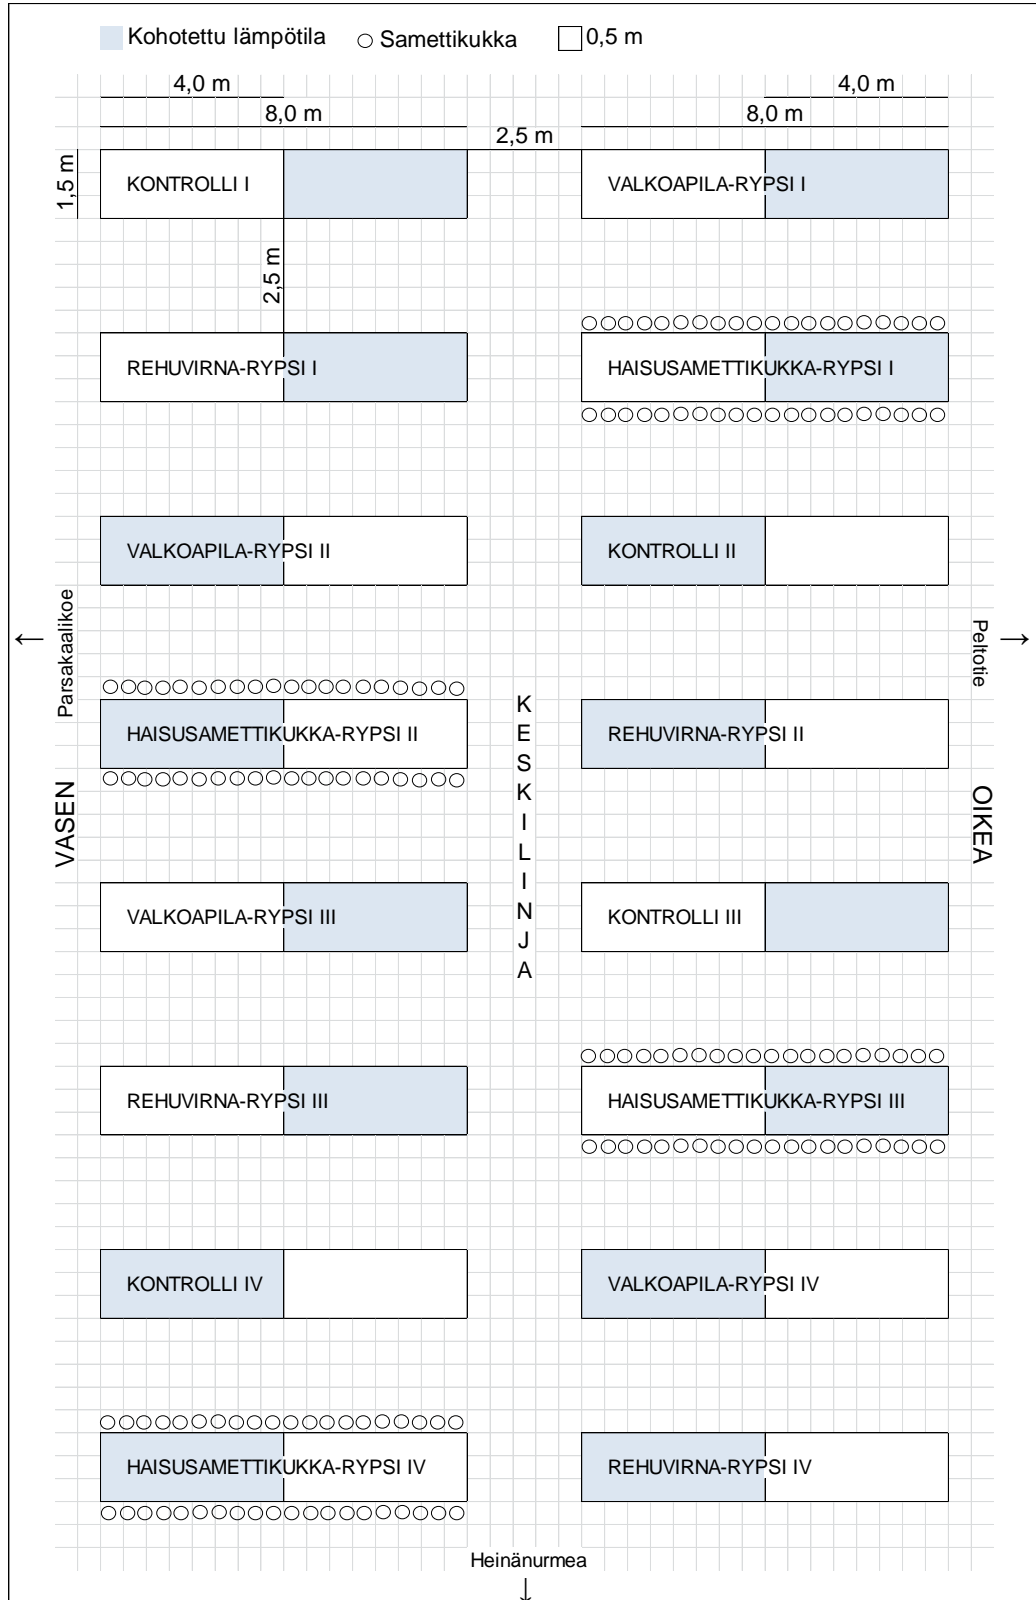 Kohotettu lämpötila Samettikukka 0,5 m
4,0 m 4,0 m
8,0 m 8,0 m
2,5 m
1,5 m
KONTROLLI I VALKOAPILA-RYPSI I
2,5 m
REHUVIRNA-RYPSI I HAISUSAMETTIKUKKA-RYPSI I
VALKOAPILA-RYPSI II KONTROLLI II
← Parsakaalikoe
Peltotie →
HAISUSAMETTIKUKKA-RYPSI II REHUVIRNA-RYPSI II
VASEN
K
E
S
K
I
L
I
N
J
A
OIKEA
VALKOAPILA-RYPSI III KONTROLLI III
REHUVIRNA-RYPSI III HAISUSAMETTIKUKKA-RYPSI III
KONTROLLI IV VALKOAPILA-RYPSI IV
HAISUSAMETTIKUKKA-RYPSI IV REHUVIRNA-RYPSI IV
Heinänurmea
↓